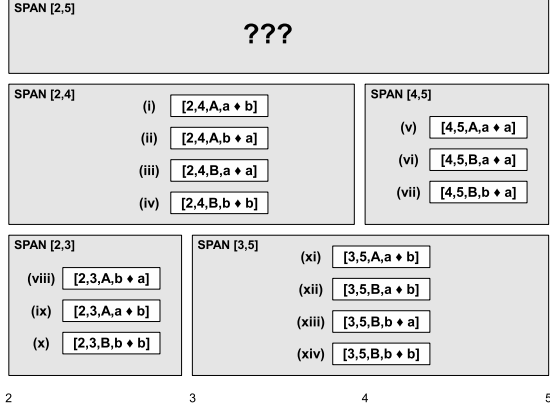 SPAN [2,5]
???
SPAN [2,4]
(i) [2,4,A,a ♦ b]
(ii) [2,4,A,b ♦ a]
(iii) [2,4,B,a ♦ a]
(iv) [2,4,B,b ♦ b]
SPAN [4,5]
(v) [4,5,A,a ♦ a]
(vi) [4,5,B,a ♦ a]
(vii) [4,5,B,b ♦ a]
SPAN [2,3]
(viii) [2,3,A,b ♦ a]
(ix) [2,3,A,a ♦ b]
(x) [2,3,B,b ♦ b]
SPAN [3,5]
(xi) [3,5,A,a ♦ b]
(xii) [3,5,B,a ♦ b]
(xiii) [3,5,B,b ♦ a]
(xiv) [3,5,B,b ♦ b]
2 3 4 5